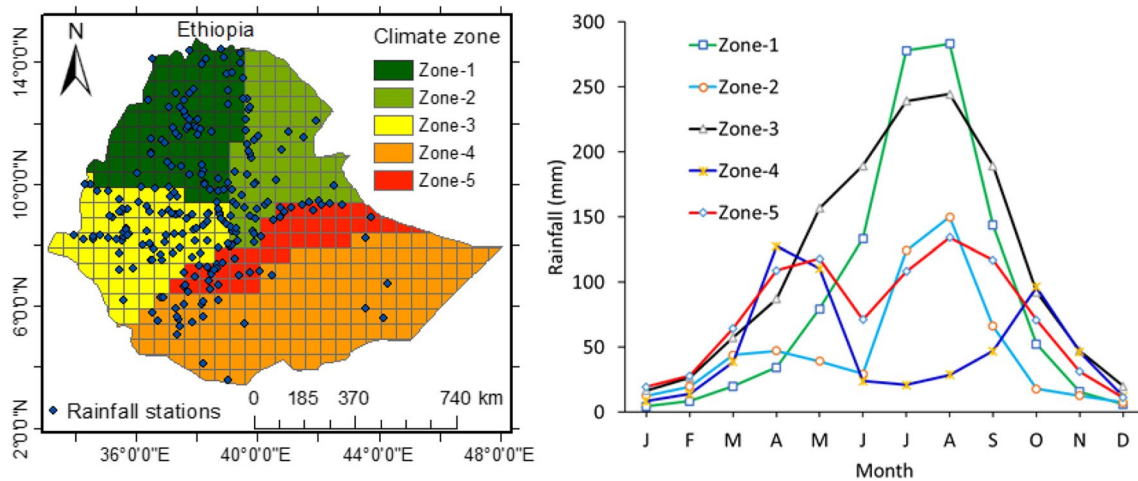 N
Ethiopia
Climate zone
Zone-1
Zone-2
Zone-3
Zone-4
Zone-5
14°0'0"N
10°0'0"N
6°0'0"N
2°0'0"N
Rainfall stations
0 185 370 740 km
36°0'0"E 40°0'0"E 44°0'0"E 48°0'0"E
300
250
200
150
100
50
0
Rainfall (mm)
Zone-1
Zone-2
Zone-3
Zone-4
Zone-5
J F M A M J J A S O N D
Month